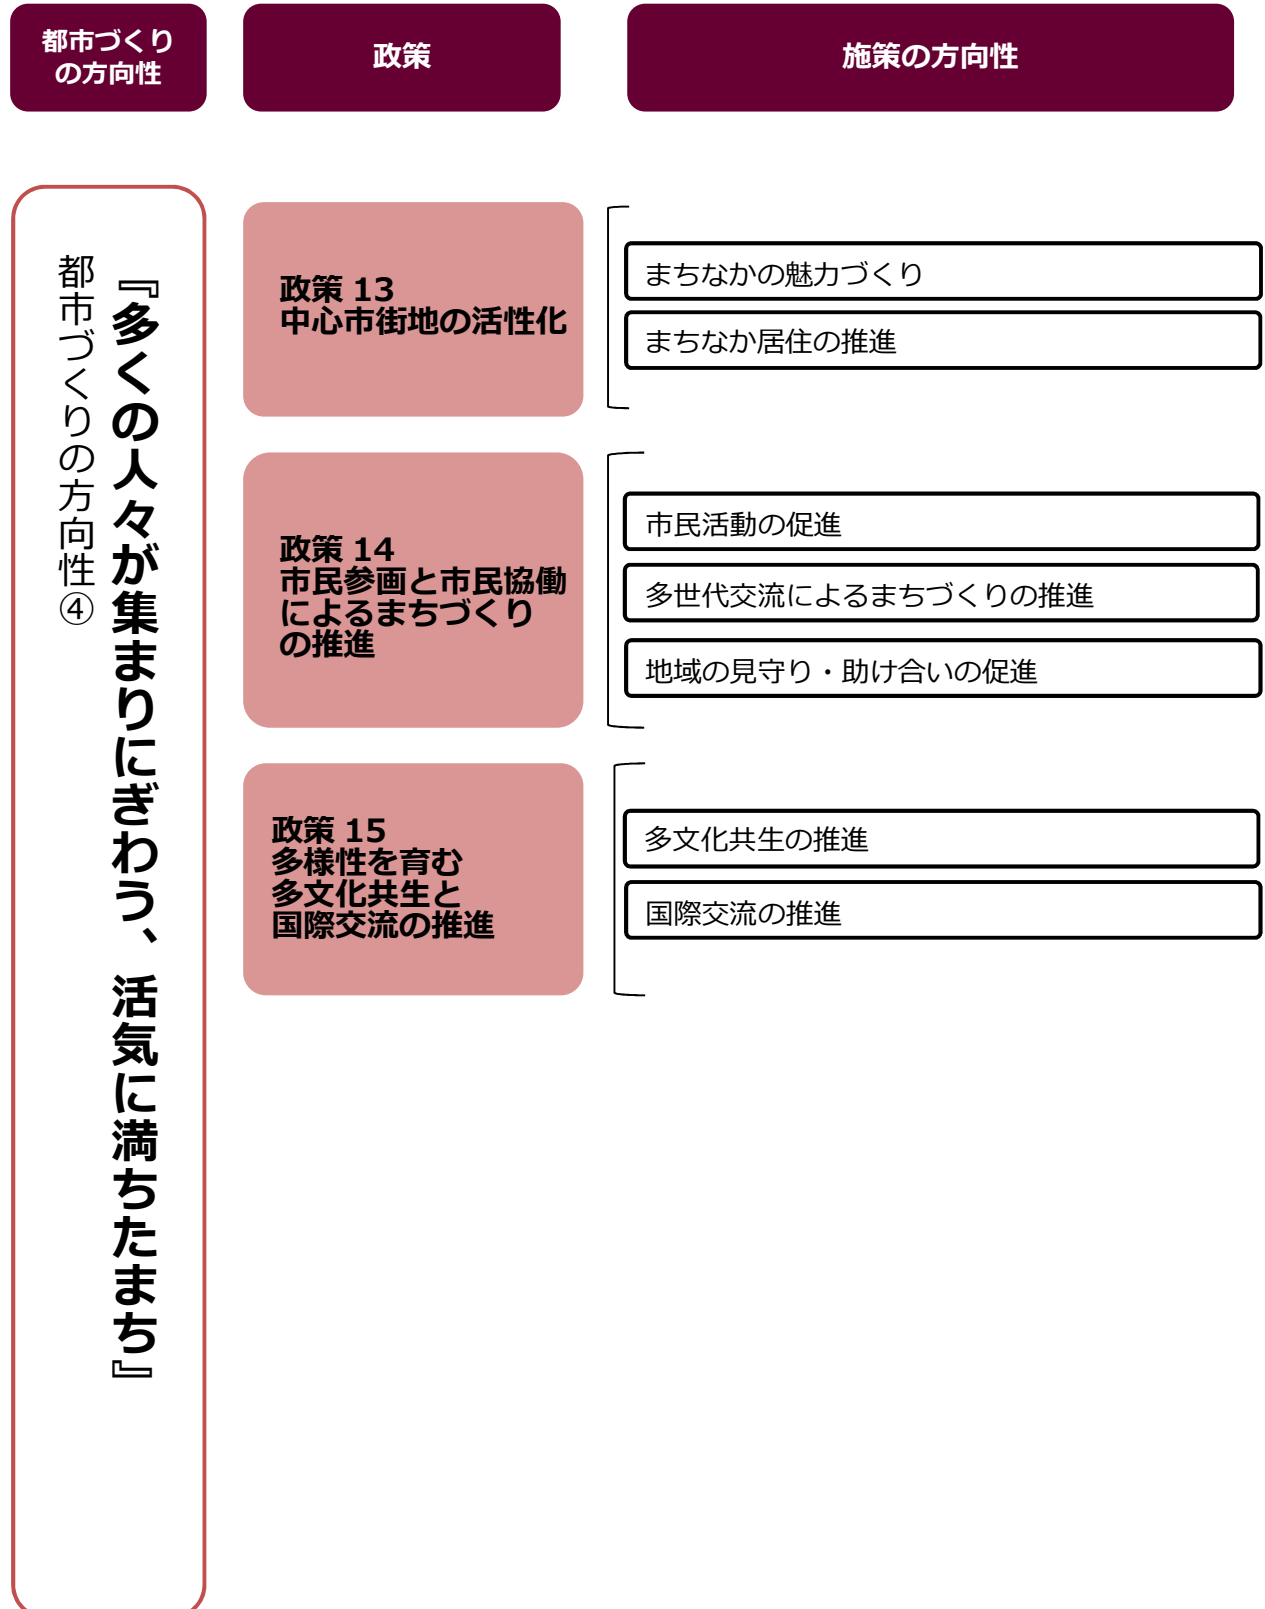 都市づくり
の方向性
政策
施策の方向性
都市づくりの方向性④
『多くの人々が集まりにぎわう、活気に満ちたまち』
政策 13
中心市街地の活性化
まちなかの魅力づくり
まちなか居住の推進
政策 14
市民参画と市民協働
によるまちづくり
の推進
市民活動の促進
多世代交流によるまちづくりの推進
地域の見守り・助け合いの促進
政策 15
多様性を育む
多文化共生と
国際交流の推進
多文化共生の推進
国際交流の推進